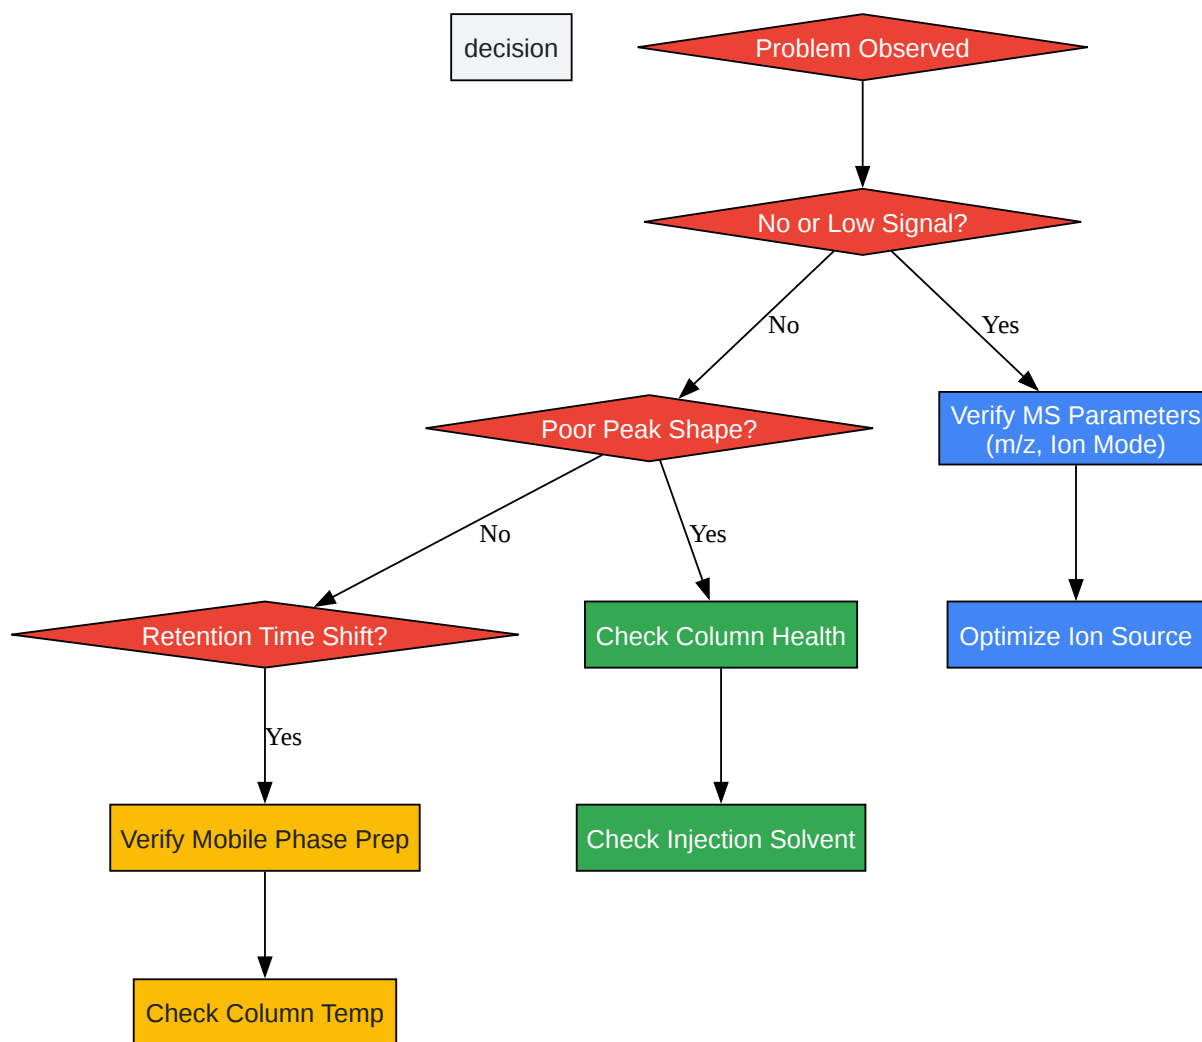 decision
Problem Observed
No or Low Signal?
No
Yes
Poor Peak Shape?
Verify MS Parameters
(m/z, Ion Mode)
No
Yes
Retention Time Shift?
Check Column Health
Optimize Ion Source
Yes
Verify Mobile Phase Prep
Check Injection Solvent
Check Column Temp